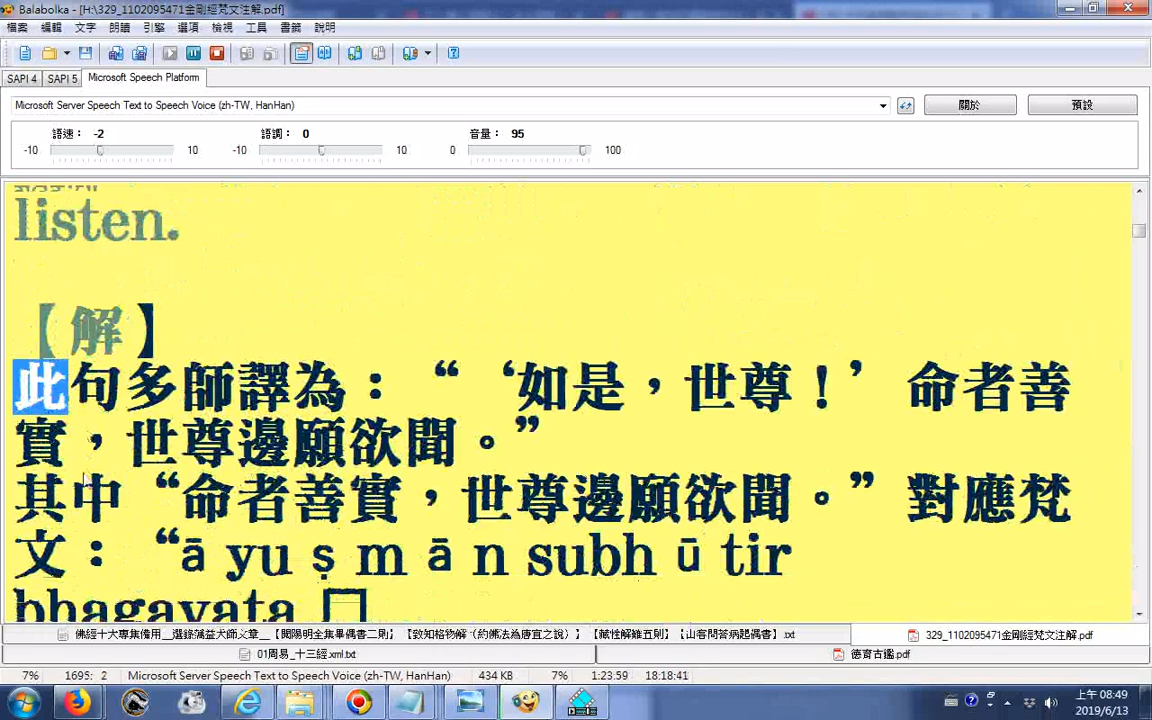 Balabolka - [H:\329_1102095471金剛經梵文注解.pdf]
檔案 編輯 文字 朗讀 引擎 選項 檢視 工具 書籤 說明
SAPI 4 SAPI 5 Microsoft Speech Platform
Microsoft Server Speech Text to Speech Voice (zh-TW, HanHan) 關於 預設
語速： -2 語調： 0 音量： 95
-10 10 -10 10 0 100
listen.
【解】
此句多師譯為：“‘如是，世尊！’命者善
實，世尊邊願欲聞。”
其中“命者善實，世尊邊願欲聞。”對應梵
文：“ā yu ṣ m ā n subh ū tir
bhagavata 囗
佛經十大專集備用__選錄蕅益大師文章__【閱陽明全集畢偶書二則】【致知格物解（約佛法為唐宜之說）】【藏性解難五則】【山客問答病起偶書】.txt 329_1102095471金剛經梵文注解.pdf
01周易_十三經.xml.txt 德育古鑑.pdf
7% 1695: 2 Microsoft Server Speech Text to Speech Voice (zh-TW, HanHan) 434 KB 7% 1:23:59 18:18:41
上午 08:49
2019/6/13